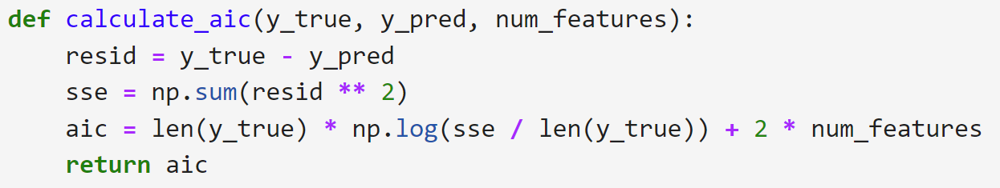 def calculate_aic(y_true, y_pred, num_features):
    resid = y_true - y_pred
    sse = np.sum(resid ** 2)
    aic = len(y_true) * np.log(sse / len(y_true)) + 2 * num_features
    return aic